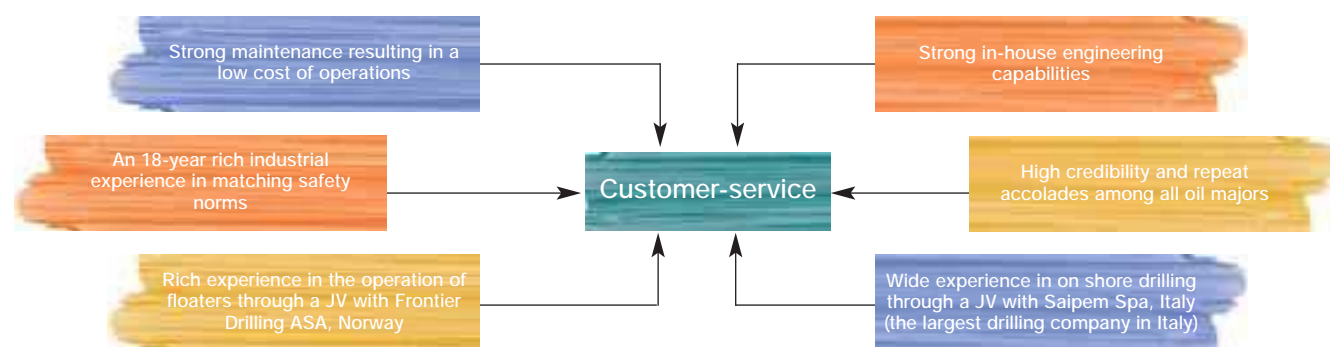 Strong maintenance resulting in a
low cost of operations
Strong in-house engineering
capabilities
An 18-year rich industrial
experience in matching safety
norms
Customer-service
High credibility and repeat
accolades among all oil majors
Rich experience in the operation of
floaters through a JV with Frontier
Drilling ASA, Norway
Wide experience in on shore drilling
through a JV with Saipem Spa, Italy
(the largest drilling company in Italy)